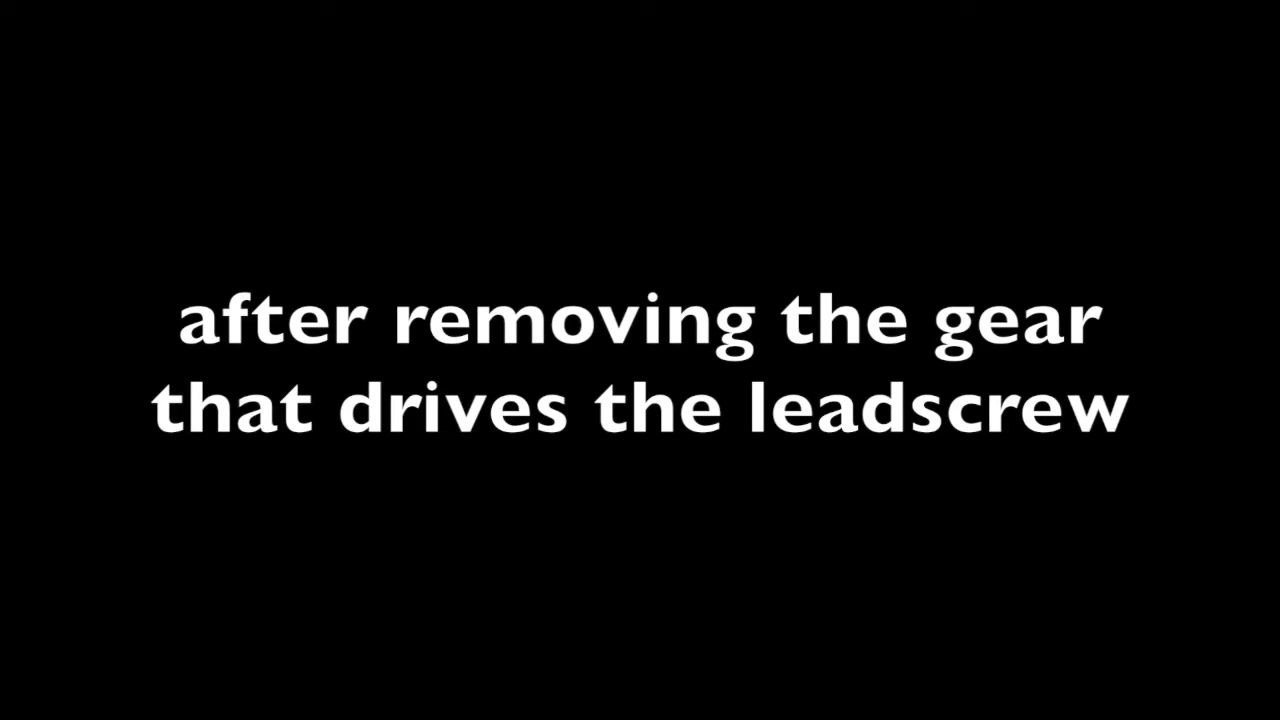 after removing the gear
that drives the leadscrew